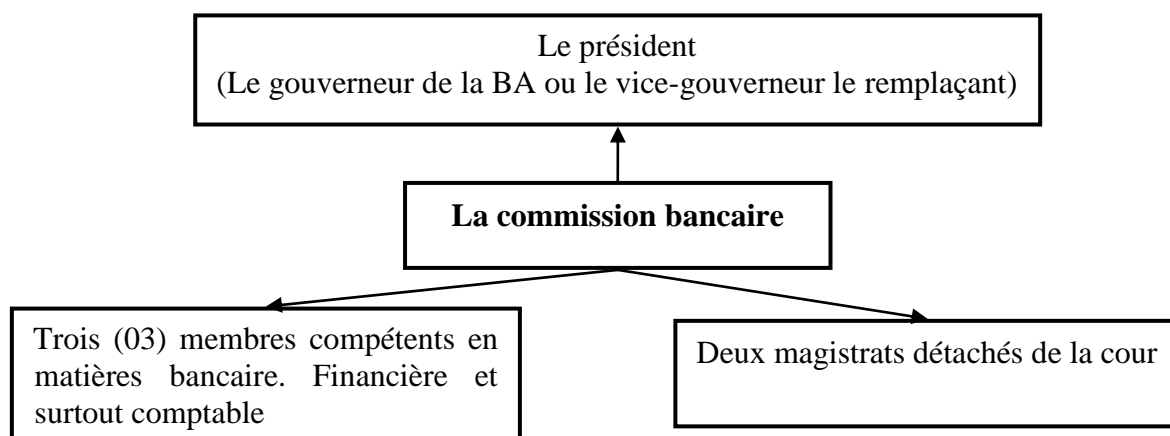 Le président
(Le gouverneur de la BA ou le vice-gouverneur le remplaçant)
La commission bancaire
Trois (03) membres compétents en
matières bancaire. Financière et
surtout comptable
Deux magistrats détachés de la cour